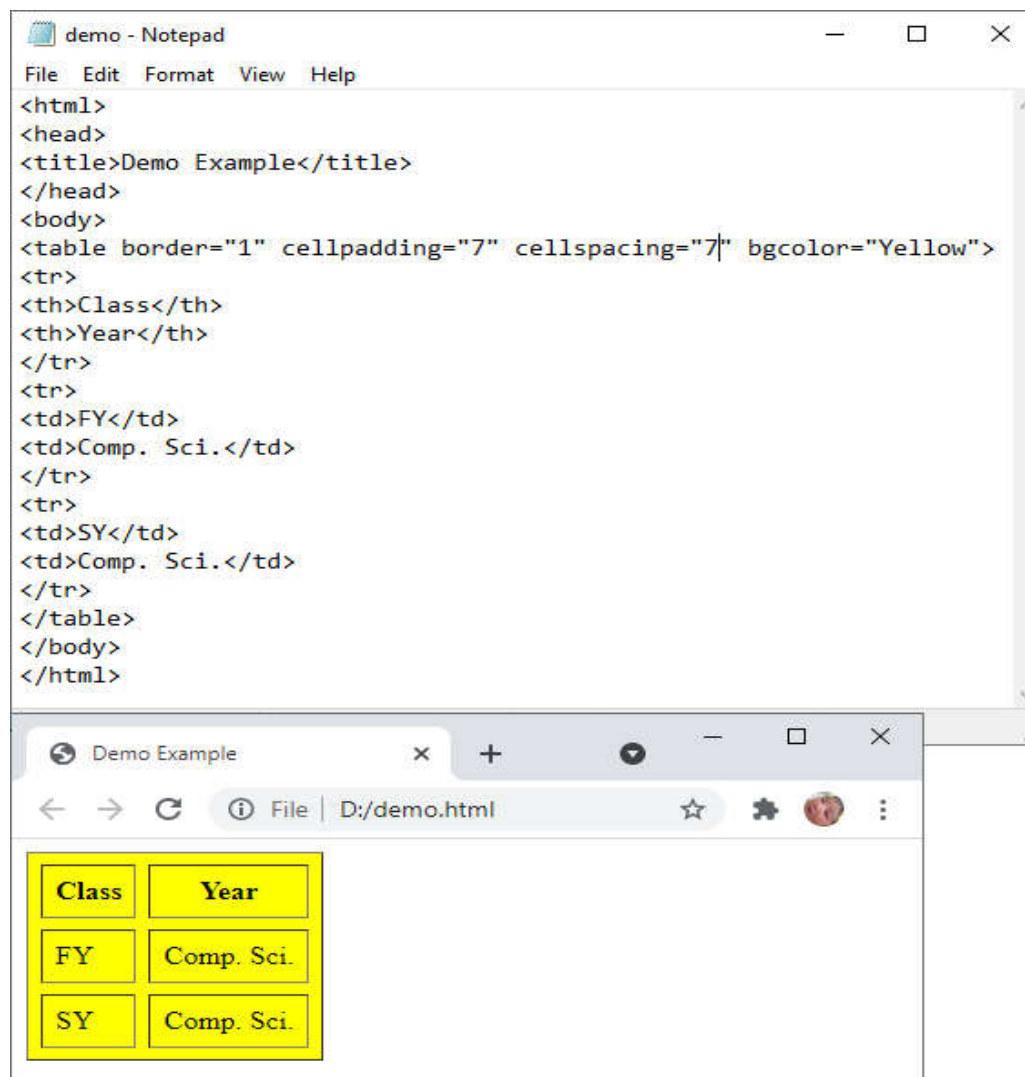 demo - Notepad
File Edit Format View Help
<html>
<head>
<title>Demo Example</title>
</head>
<body>
<table border="1" cellpadding="7" cellspacing="7" bgcolor="Yellow">
<tr>
<th>Class</th>
<th>Year</th>
</tr>
<tr>
<td>FY</td>
<td>Comp. Sci.</td>
</tr>
<tr>
<td>SY</td>
<td>Comp. Sci.</td>
</tr>
</table>
</body>
</html>
Demo Example
File | D:/demo.html
Class Year
FY Comp. Sci.
SY Comp. Sci.